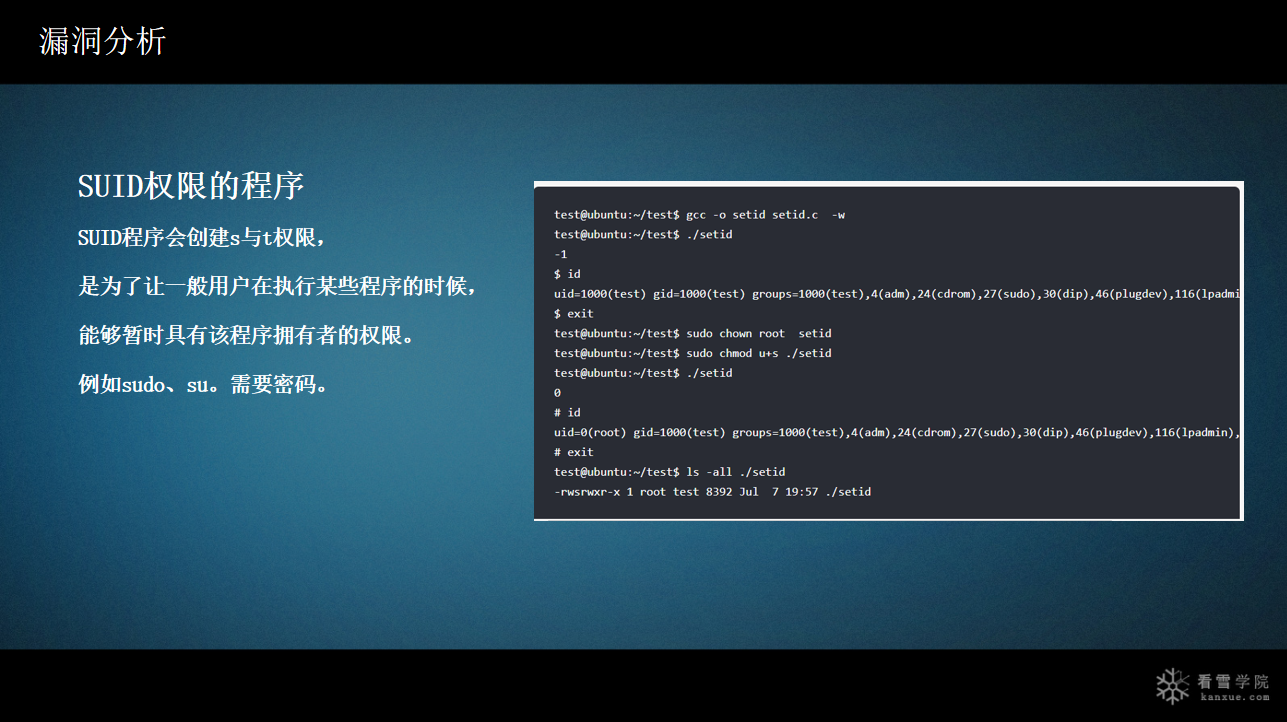 漏洞分析
SUID权限的程序
SUID程序会创建s与t权限，
是为了让一般用户在执行某些程序的时候，
能够暂时具有该程序拥有者的权限。
例如sudo、su。需要密码。
test@ubuntu:~/test$ gcc -o setid setid.c  -w
test@ubuntu:~/test$ ./setid
-1
$ id
uid=1000(test) gid=1000(test) groups=1000(test),4(adm),24(cdrom),27(sudo),30(dip),46(plugdev),116(lpadmi
$ exit
test@ubuntu:~/test$ sudo chown root  setid
test@ubuntu:~/test$ sudo chmod u+s ./setid
test@ubuntu:~/test$ ./setid
0
# id
uid=0(root) gid=1000(test) groups=1000(test),4(adm),24(cdrom),27(sudo),30(dip),46(plugdev),116(lpadmin),
# exit
test@ubuntu:~/test$ ls -all ./setid
-rwsrwxr-x 1 root test 8392 Jul  7 19:57 ./setid
看雪学院
kanxue.com